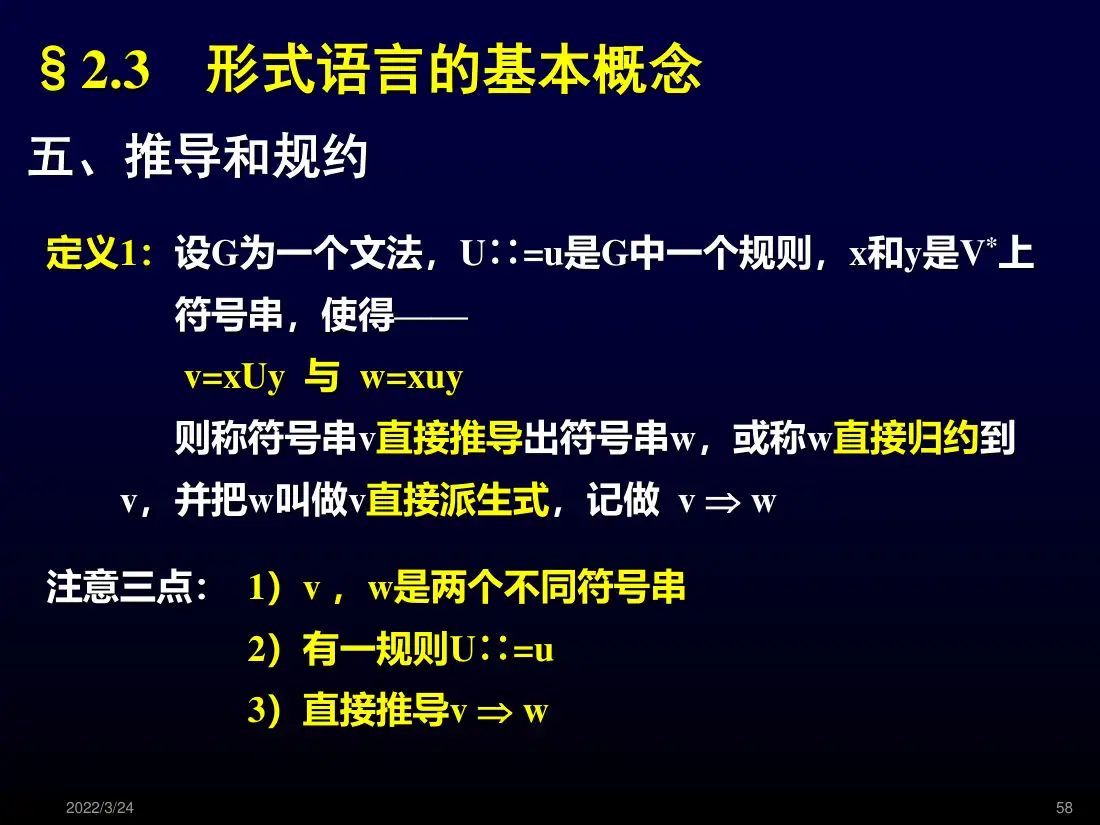 §2.3 形式语言的基本概念
五、推导和规约
定义1：设G为一个文法，U∷=u是G中一个规则，x和y是V*上
符号串，使得——
v=xUy 与 w=xuy
则称符号串v直接推导出符号串w，或称w直接归约到
v，并把w叫做v直接派生式，记做 v ⇒ w
注意三点： 1）v ，w是两个不同符号串
2）有一规则U∷=u
3）直接推导v ⇒ w
2022/3/24
58